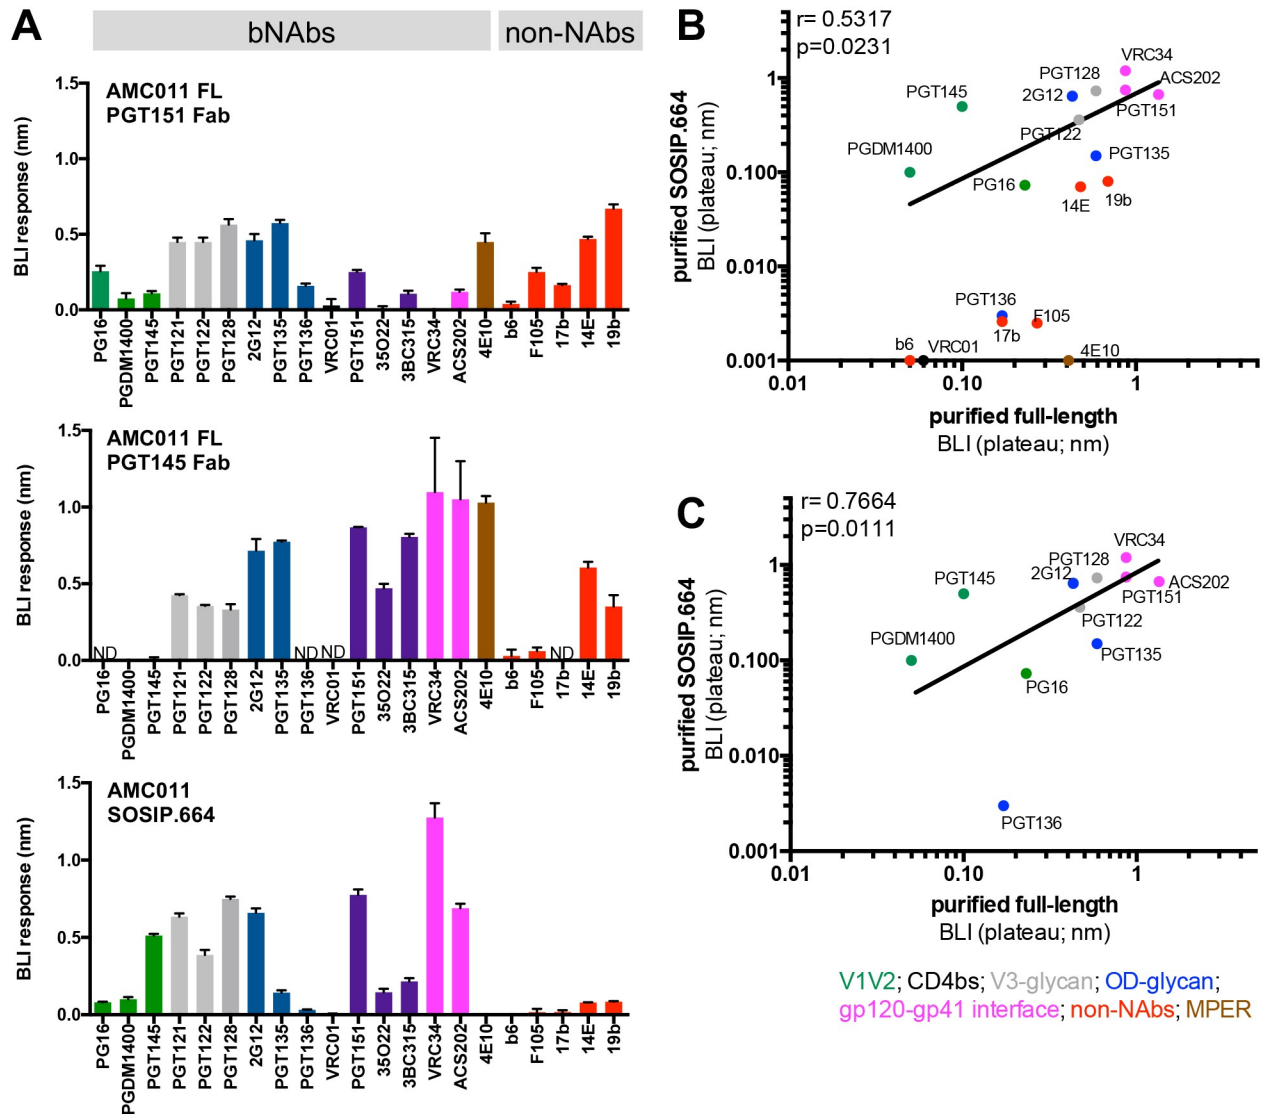 A
bNAbs
non-NAbs
AMC011 FL
PGT151 Fab
BLI response (nm)
1.5
1.0
0.5
0.0
PG16
PGDM1400
PGT145
PGT121
PGT122
PGT128
2G12
PGT135
PGT136
VRC01
PGT151
35O22
3BC315
VRC34
ACS202
4E10
b6
F105
17b
14E
19b
AMC011 FL
PGT145 Fab
BLI response (nm)
1.5
1.0
0.5
0.0
ND
ND
ND
ND
PG16
PGDM1400
PGT145
PGT121
PGT122
PGT128
2G12
PGT135
PGT136
VRC01
PGT151
35O22
3BC315
VRC34
ACS202
4E10
b6
F105
17b
14E
19b
AMC011
SOSIP.664
BLI response (nm)
1.5
1.0
0.5
0.0
PG16
PGDM1400
PGT145
PGT121
PGT122
PGT128
2G12
PGT135
PGT136
VRC01
PGT151
35O22
3BC315
VRC34
ACS202
4E10
b6
F105
17b
14E
19b
B
r= 0.5317
p=0.0231
purified SOSIP.664
BLI (plateau; nm)
1
0.100
0.010
0.001
VRC34
PGT128
ACS202
PGT145
2G12
PGT151
PGT122
PGDM1400
PGT135
PG16
14E
19b
PGT136
F105
17b
b6
VRC01
4E10
0.01
0.10
1
purified full-length
BLI (plateau; nm)
C
r= 0.7664
p=0.0111
purified SOSIP.664
BLI (plateau; nm)
1
0.100
0.010
0.001
VRC34
PGT128
2G12
PGT145
ACS202
PGT151
PGT122
PGDM1400
PGT135
PG16
PGT136
0.01
0.10
1
purified full-length
BLI (plateau; nm)
V1V2; CD4bs; V3-glycan; OD-glycan;
gp120-gp41 interface; non-NAbs; MPER